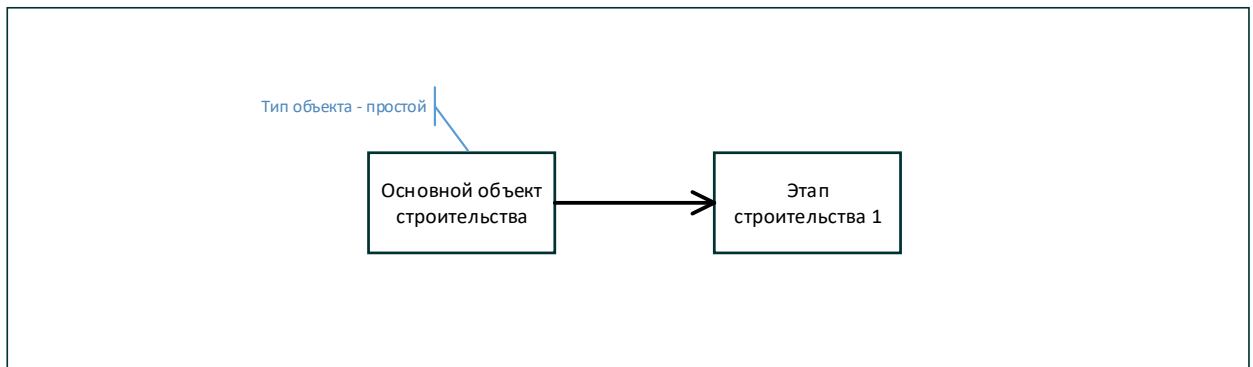 Тип объекта - простой
Основной объект
строительства
Этап
строительства 1